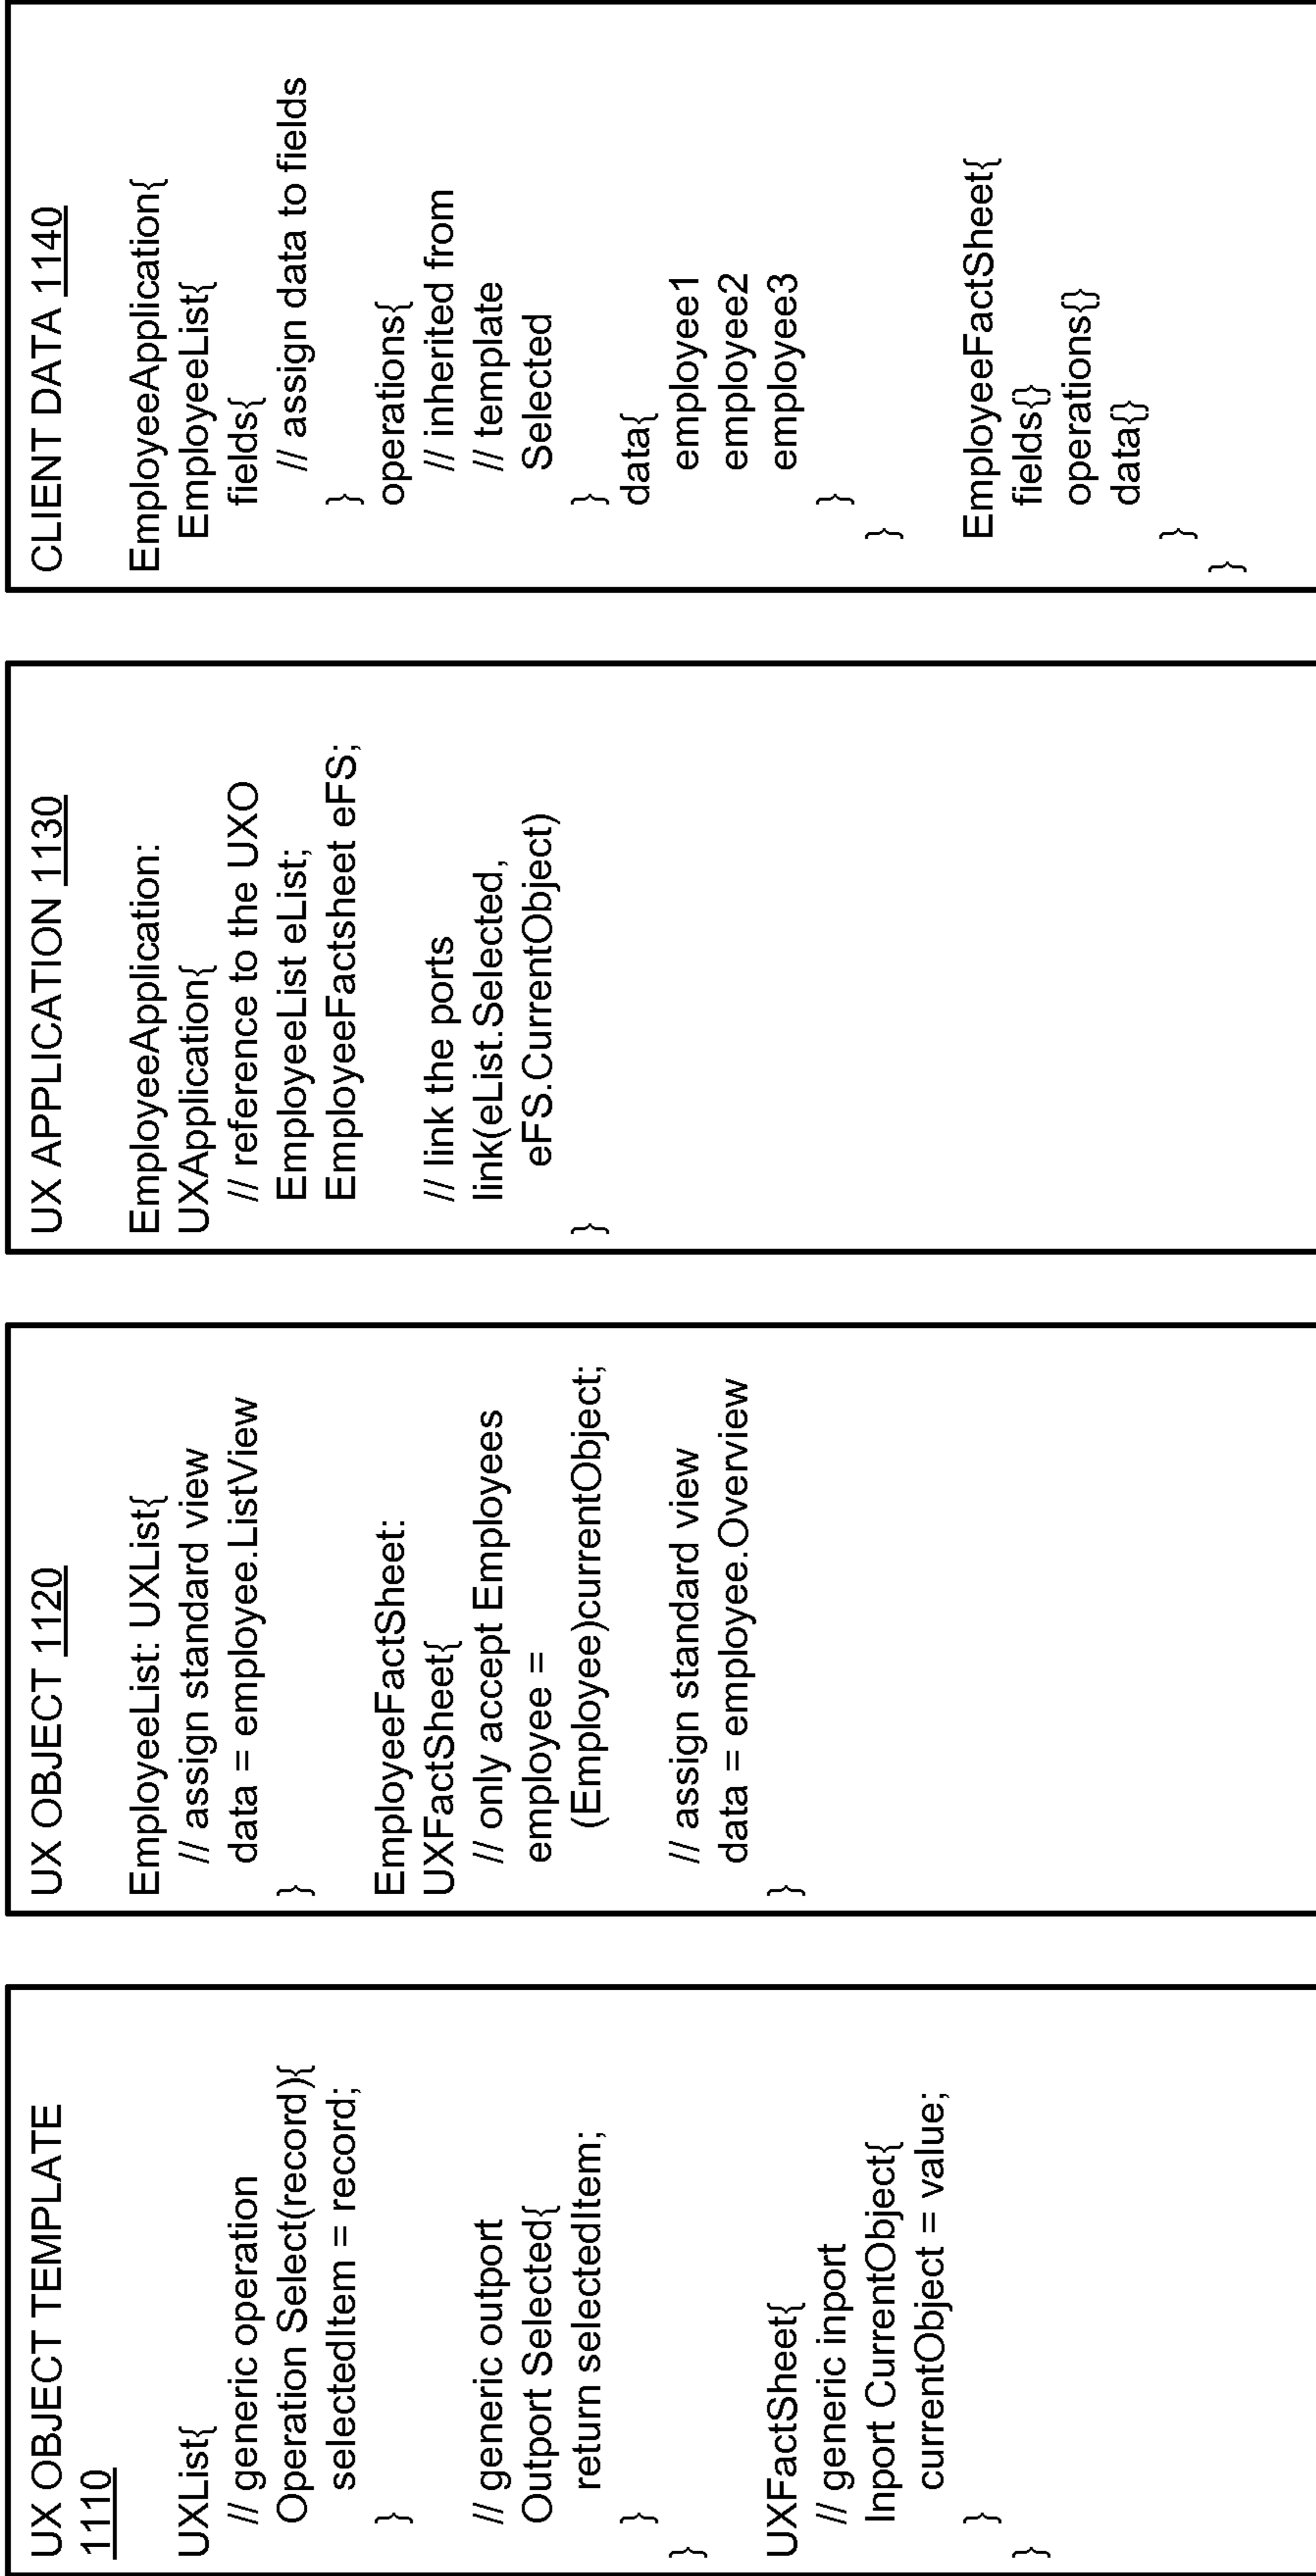 UX OBJECT TEMPLATE
1110
UXList{
// generic operation
Operation Select(record){
selectedItem = record;
}
// generic outport
Outport Selected{
return selectedItem;
}
}
UXFactSheet{
// generic inport
Inport CurrentObject{
currentObject = value;
}
}
UX OBJECT 1120
EmployeeList: UXList{
// assign standard view
data = employee.ListView
}
EmployeeFactSheet:
UXFactSheet{
// only accept Employees
employee =
(Employee)currentObject;
// assign standard view
data = employee.Overview
}
UX APPLICATION 1130
EmployeeApplication:
UXApplication{
// reference to the UXO
EmployeeList eList;
EmployeeFactsheet eFS;
// link the ports
link(eList.Selected,
eFS.CurrentObject)
}
CLIENT DATA 1140
EmployeeApplication{
EmployeeList{
fields{
// assign data to fields
}
operations{
// inherited from
// template
Selected
}
data{
employee1
employee2
employee3
}
}
EmployeeFactSheet{
fields{}
operations{}
data{}
}
}